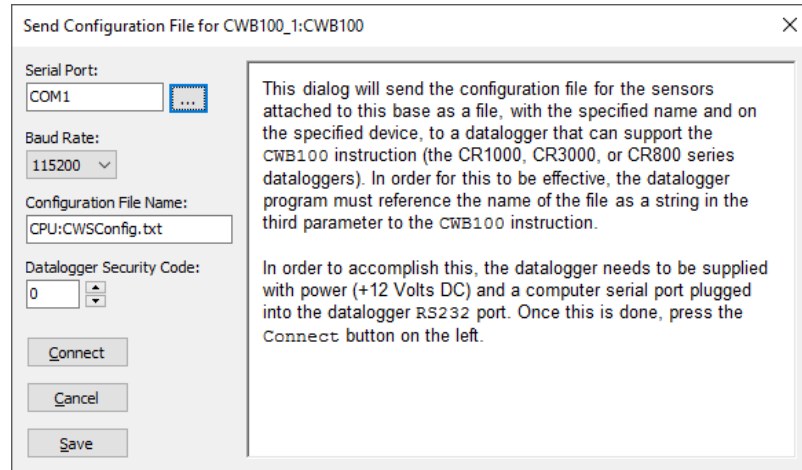 Send Configuration File for CWB100_1:CWB100
Serial Port:
COM1
...
Baud Rate:
115200
Configuration File Name:
CPU:CWSConfig.txt
Datalogger Security Code:
0
Connect
Cancel
Save
This dialog will send the configuration file for the sensors
attached to this base as a file, with the specified name and on
the specified device, to a datalogger that can support the
CWB100 instruction (the CR1000, CR3000, or CR800 series
dataloggers). In order for this to be effective, the datalogger
program must reference the name of the file as a string in the
third parameter to the CWB100 instruction.
In order to accomplish this, the datalogger needs to be supplied
with power (+12 Volts DC) and a computer serial port plugged
into the datalogger RS232 port. Once this is done, press the
Connect button on the left.